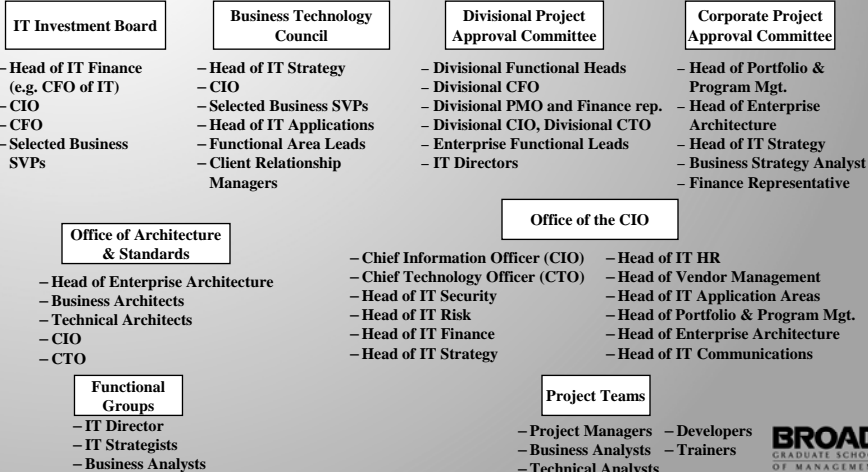 IT Investment Board
– Head of IT Finance
(e.g. CFO of IT)
– CIO
– CFO
– Selected Business
SVPs
Business Technology
Council
– Head of IT Strategy
– CIO
– Selected Business SVPs
– Head of IT Applications
– Functional Area Leads
– Client Relationship
Managers
Divisional Project
Approval Committee
– Divisional Functional Heads
– Divisional CFO
– Divisional PMO and Finance rep.
– Divisional CIO, Divisional CTO
– Enterprise Functional Leads
– IT Directors
Corporate Project
Approval Committee
– Head of Portfolio &
Program Mgt.
– Head of Enterprise
Architecture
– Head of IT Strategy
– Business Strategy Analyst
– Finance Representative
Office of Architecture
& Standards
– Head of Enterprise Architecture
– Business Architects
– Technical Architects
– CIO
– CTO
Office of the CIO
– Chief Information Officer (CIO)
– Chief Technology Officer (CTO)
– Head of IT Security
– Head of IT Risk
– Head of IT Finance
– Head of IT Strategy
– Head of IT HR
– Head of Vendor Management
– Head of IT Application Areas
– Head of Portfolio & Program Mgt.
– Head of Enterprise Architecture
– Head of IT Communications
Functional
Groups
– IT Director
– IT Strategists
– Business Analysts
Project Teams
– Project Managers
– Business Analysts
– Technical Analysts
– Developers
– Trainers
BROAD
GRADUATE SCHOO
OF MANAGEMEN